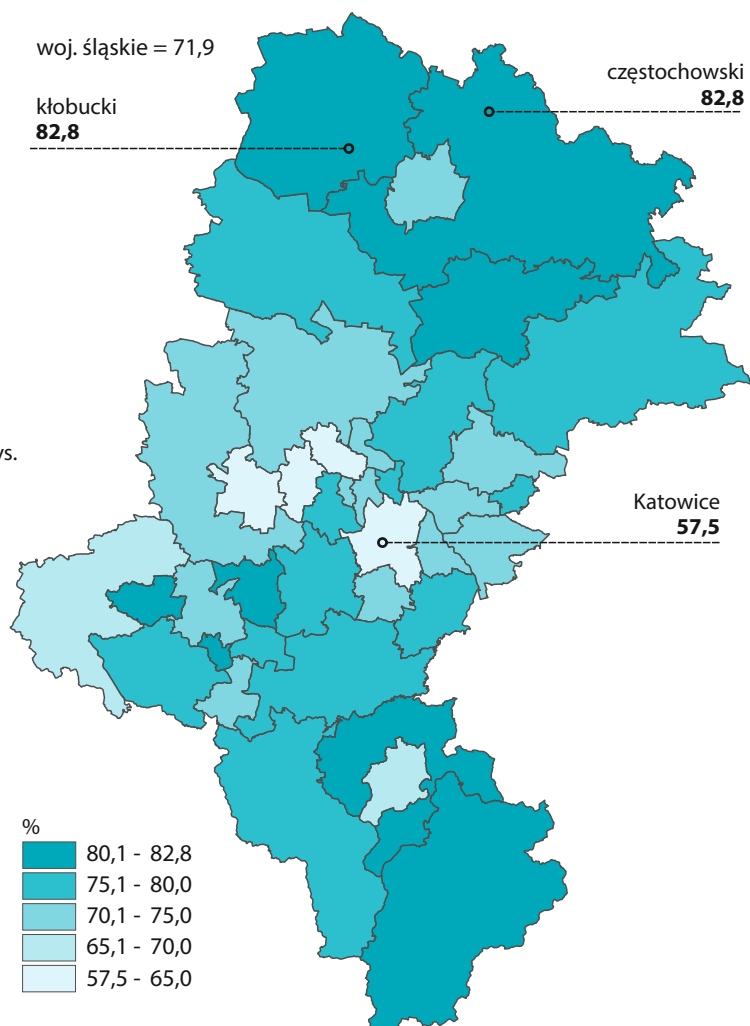 woj. śląskie = 71,9
częstochowski
82,8
kłobucki
82,8
ys.
Katowice
57,5
%
80,1 - 82,8
75,1 - 80,0
70,1 - 75,0
65,1 - 70,0
57,5 - 65,0